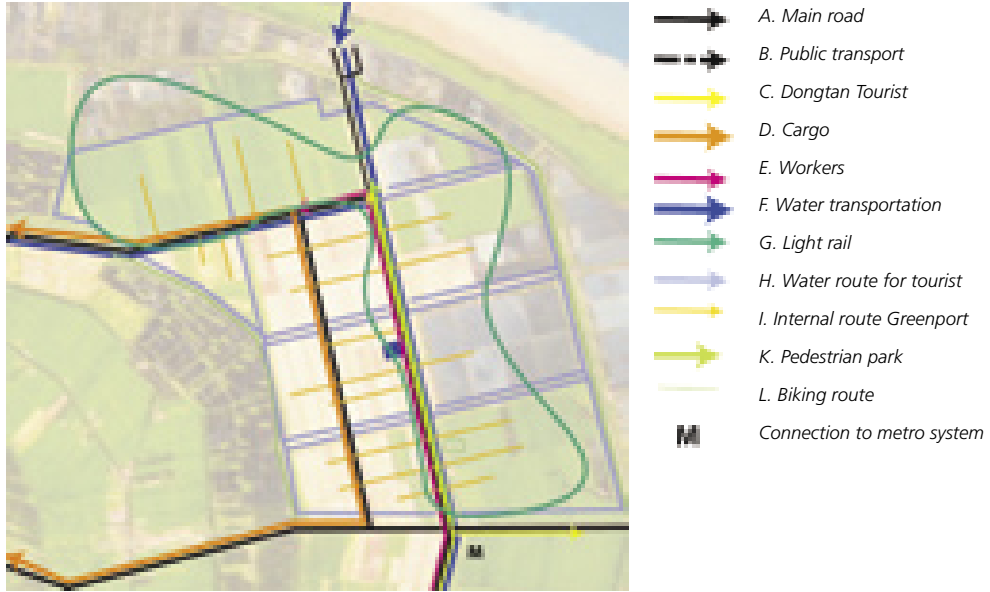 A. Main road
B. Public transport
C. Dongtan Tourist
D. Cargo
E. Workers
F. Water transportation
G. Light rail
H. Water route for tourist
I. Internal route Greenport
K. Pedestrian park
L. Biking route
M Connection to metro system
M